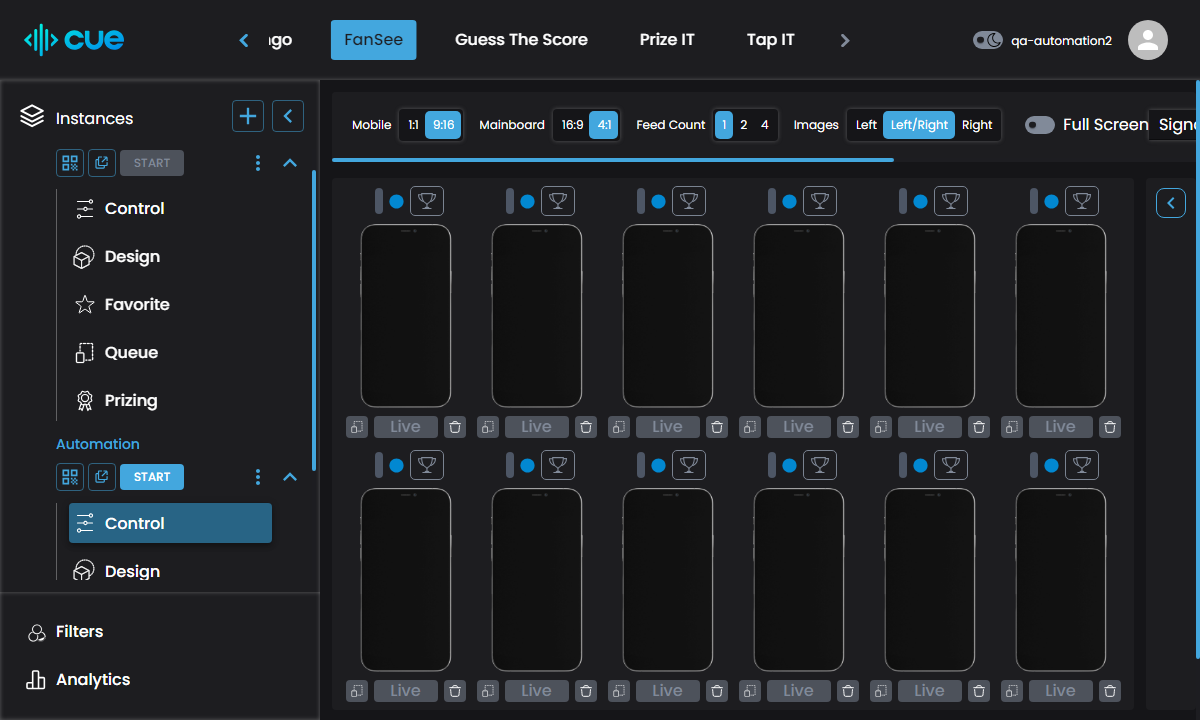 cue
FanSee
Guess The Score
Prize IT
Tap IT
qa-automation2
Instances
START
Control
Design
Favorite
Queue
Prizing
Automation
START
Control
Design
Filters
Analytics
Mobile 1:1 9:16 Mainboard 16:9 4:1 Feed Count 1 2 4 Images Left Left/Right Right Full Screen
Live Live Live Live Live Live
Live Live Live Live Live Live